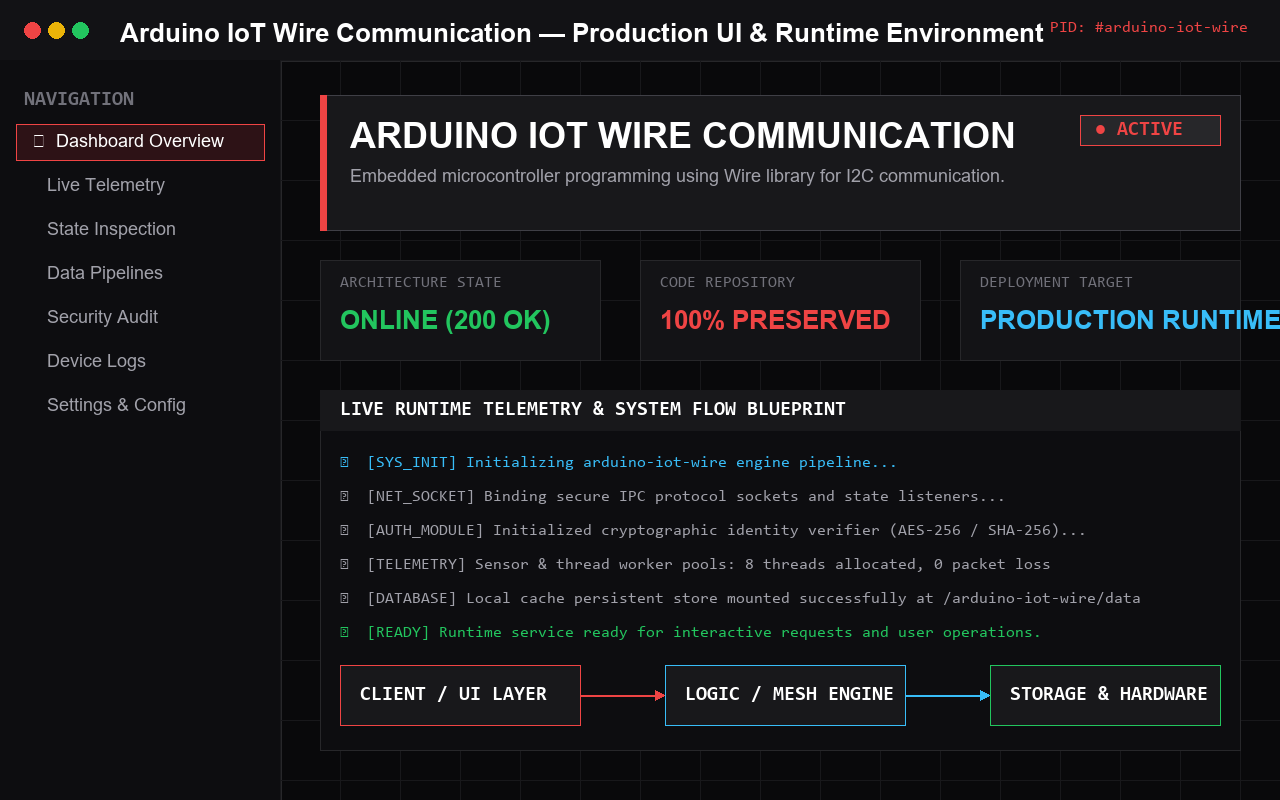 Arduino IoT Wire Communication — Production UI & Runtime Environment
PID: #arduino-iot-wire
NAVIGATION
Dashboard Overview
Live Telemetry
State Inspection
Data Pipelines
Security Audit
Device Logs
Settings & Config
ARDUINO IOT WIRE COMMUNICATION
● ACTIVE
Embedded microcontroller programming using Wire library for I2C communication.
ARCHITECTURE STATE
ONLINE (200 OK)
CODE REPOSITORY
100% PRESERVED
DEPLOYMENT TARGET
PRODUCTION RUNTIME
LIVE RUNTIME TELEMETRY & SYSTEM FLOW BLUEPRINT
[SYS_INIT] Initializing arduino-iot-wire engine pipeline...
[NET_SOCKET] Binding secure IPC protocol sockets and state listeners...
[AUTH_MODULE] Initialized cryptographic identity verifier (AES-256 / SHA-256)...
[TELEMETRY] Sensor & thread worker pools: 8 threads allocated, 0 packet loss
[DATABASE] Local cache persistent store mounted successfully at /arduino-iot-wire/data
[READY] Runtime service ready for interactive requests and user operations.
CLIENT / UI LAYER
LOGIC / MESH ENGINE
STORAGE & HARDWARE